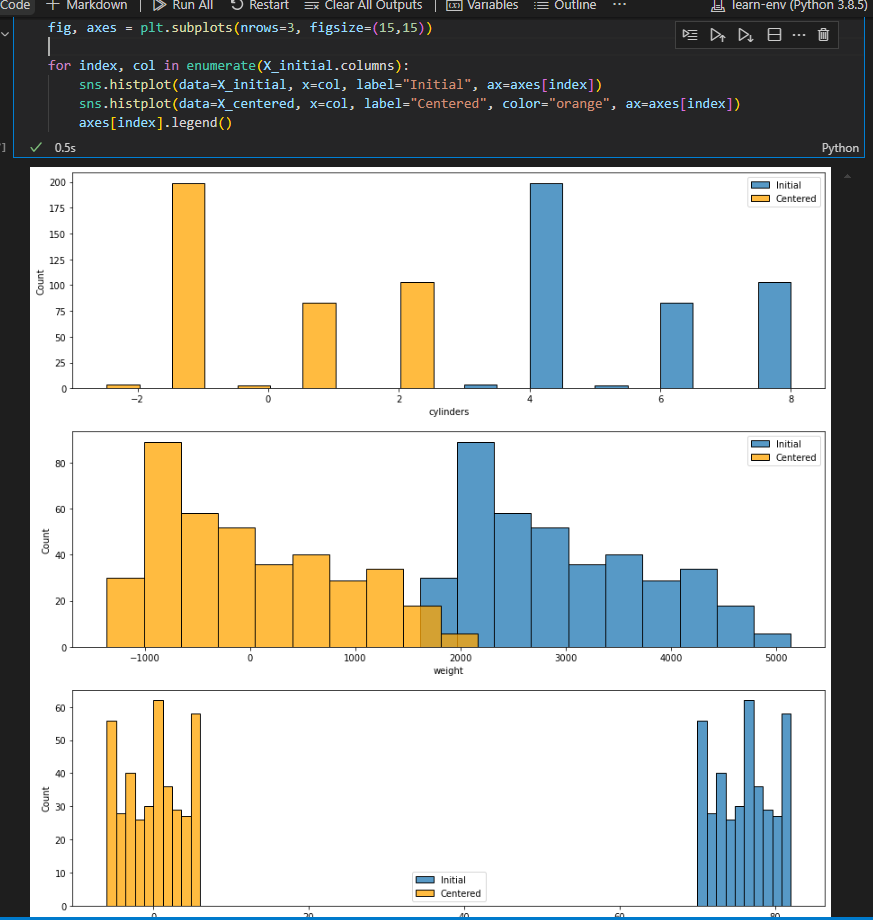 Code + Markdown | Run All Restart Clear All Outputs | Variables Outline ··· learn-env (Python 3.8.5)
fig, axes = plt.subplots(nrows=3, figsize=(15,15))
for index, col in enumerate(X_initial.columns):
sns.histplot(data=X_initial, x=col, label="Initial", ax=axes[index])
sns.histplot(data=X_centered, x=col, label="Centered", color="orange", ax=axes[index])
axes[index].legend()
0.5s
Python
200
175
150
125
100
75
50
25
0
Count
Initial
Centered
−2 0 2 4 6 8
cylinders
80
60
40
20
0
Count
Initial
Centered
−1000 0 1000 2000 3000 4000 5000
weight
60
50
40
30
20
10
0
Count
Initial
Centered
0 20 40 60 80